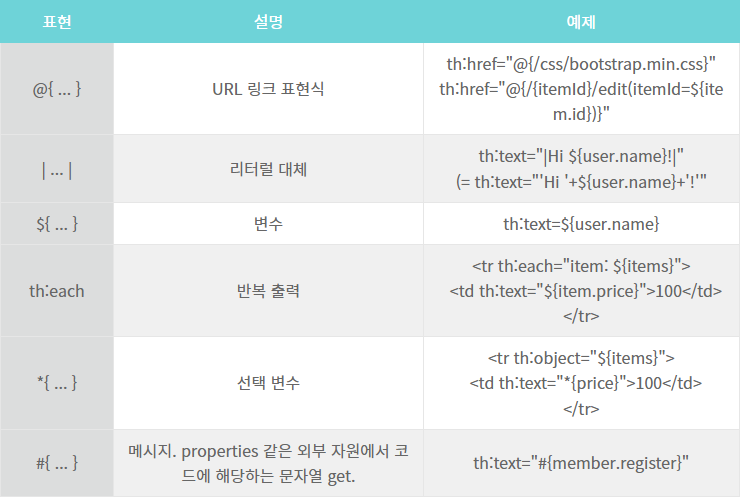 표현 설명 예제
@{ ... } URL 링크 표현식 th:href="@{/css/bootstrap.min.css}"
th:href="@{/{itemId}/edit(itemId=${ite
m.id})}"
| ... | 리터럴 대체 th:text="|Hi ${user.name}!|"
(= th:text="'Hi '+${user.name}+'!'"
${ ... } 변수 th:text=${user.name}
th:each 반복 출력 <tr th:each="item: ${items}">
<td th:text="${item.price}">100</td>
</tr>
*{ ... } 선택 변수 <tr th:object="${items}">
<td th:text="*{price}">100</td>
</tr>
#{ ... } 메시지. properties 같은 외부 자원에서 코
드에 해당하는 문자열 get. th:text="#{member.register}"